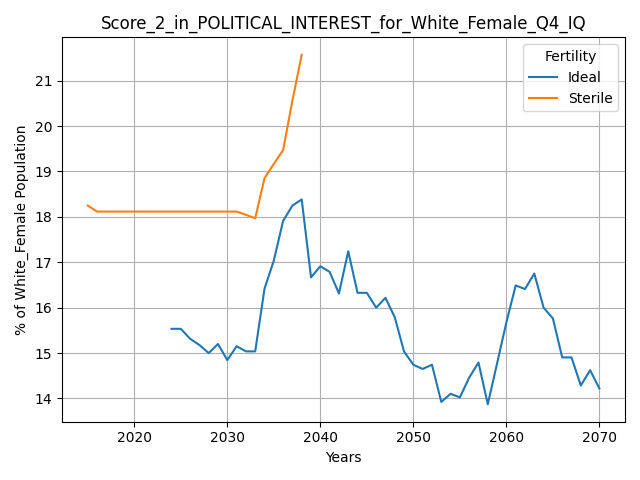 Score_2_in_POLITICAL_INTEREST_for_White_Female_Q4_IQ
Fertility
Ideal
Sterile
% of White_Female Population
21
20
19
18
17
16
15
14
2020 2030 2040 2050 2060 2070
Years